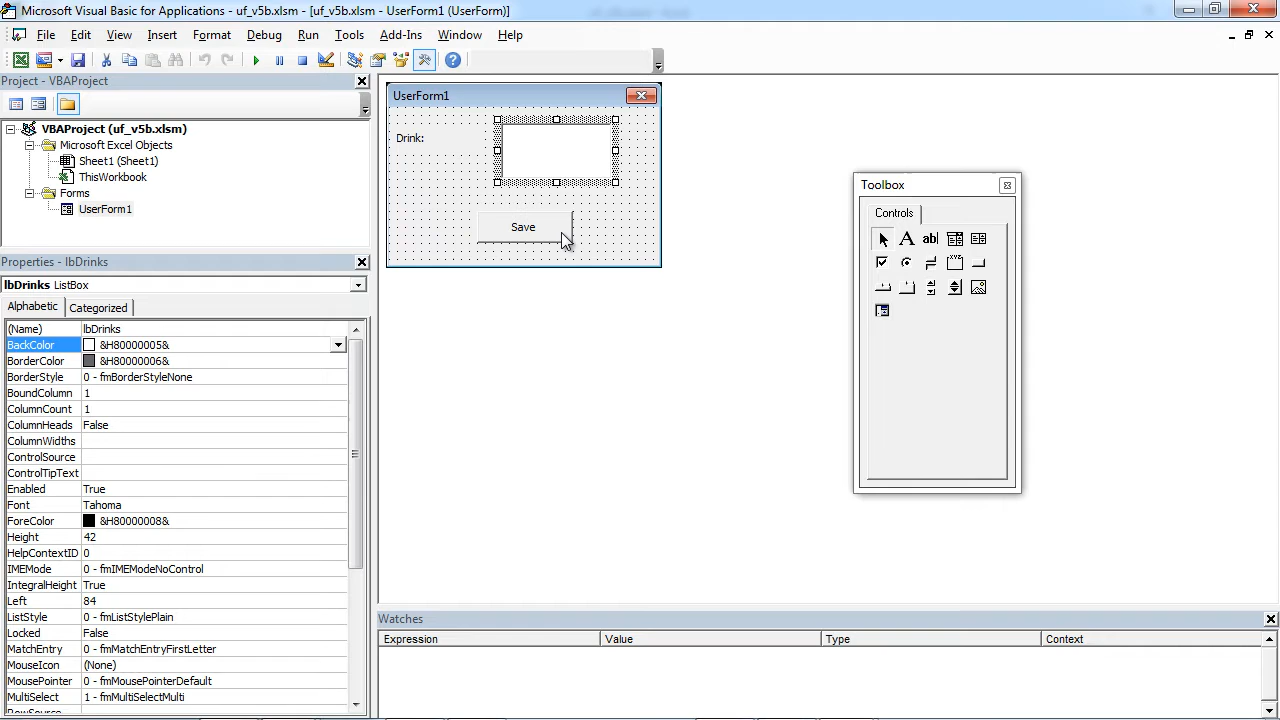 Microsoft Visual Basic for Applications - uf_v5b.xlsm - [uf_v5b.xlsm - UserForm1 (UserForm)]
File Edit View Insert Format Debug Run Tools Add-Ins Window Help
Project - VBAProject
VBAProject (uf_v5b.xlsm)
Microsoft Excel Objects
Sheet1 (Sheet1)
ThisWorkbook
Forms
UserForm1
Properties - lbDrinks
lbDrinks ListBox
Alphabetic Categorized
(Name) lbDrinks
BackColor &H80000005&
BorderColor &H80000006&
BorderStyle 0 - fmBorderStyleNone
BoundColumn 1
ColumnCount 1
ColumnHeads False
ColumnWidths
ControlSource
ControlTipText
Enabled True
Font Tahoma
ForeColor &H80000008&
Height 42
HelpContextID 0
IMEMode 0 - fmIMEModeNoControl
IntegralHeight True
Left 84
ListStyle 0 - fmListStylePlain
Locked False
MatchEntry 0 - fmMatchEntryFirstLetter
MouseIcon (None)
MousePointer 0 - fmMousePointerDefault
MultiSelect 1 - fmMultiSelectMulti
UserForm1
Drink:
Save
Toolbox
Controls
A ab|
XYZ
Watches
Expression Value Type Context